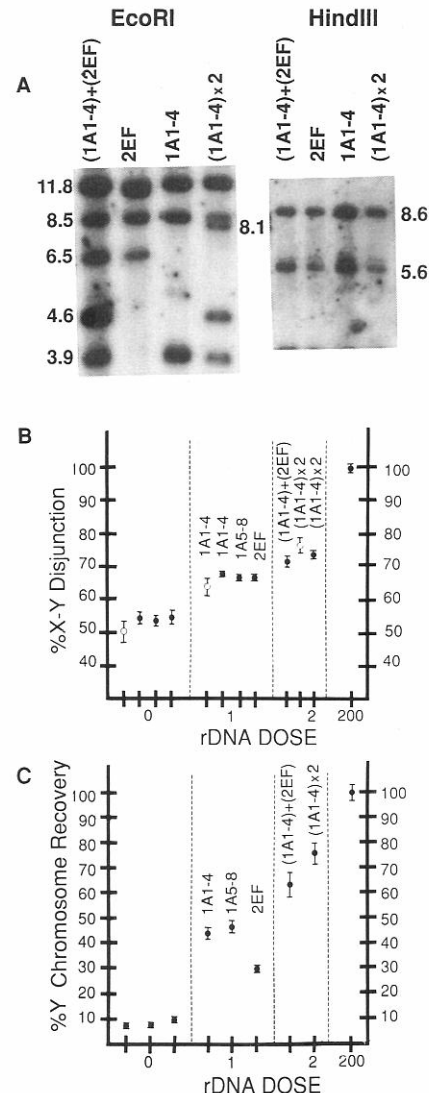 EcoRI HindIII
A
(1A1-4)+(2EF) 2EF 1A1-4 (1A1-4)x2
(1A1-4)+(2EF) 2EF 1A1-4 (1A1-4)x2
11.8
8.5
6.5
4.6
3.9
8.1
8.6
5.6
B
%X-Y Disjunction
100
90
80
70
60
50
40
1A1-4
1A1-4
1A5-8
2EF
(1A1-4)+(2EF)
(1A1-4)x2
(1A1-4)x2
100
90
80
70
60
50
40
0 1 2 200
rDNA DOSE
C
%Y Chromosome Recovery
100
90
80
70
60
50
40
30
20
10
1A1-4
1A5-8
2EF
(1A1-4)+(2EF)
(1A1-4)x2
100
90
80
70
60
50
40
30
20
10
0 1 2 200
rDNA DOSE